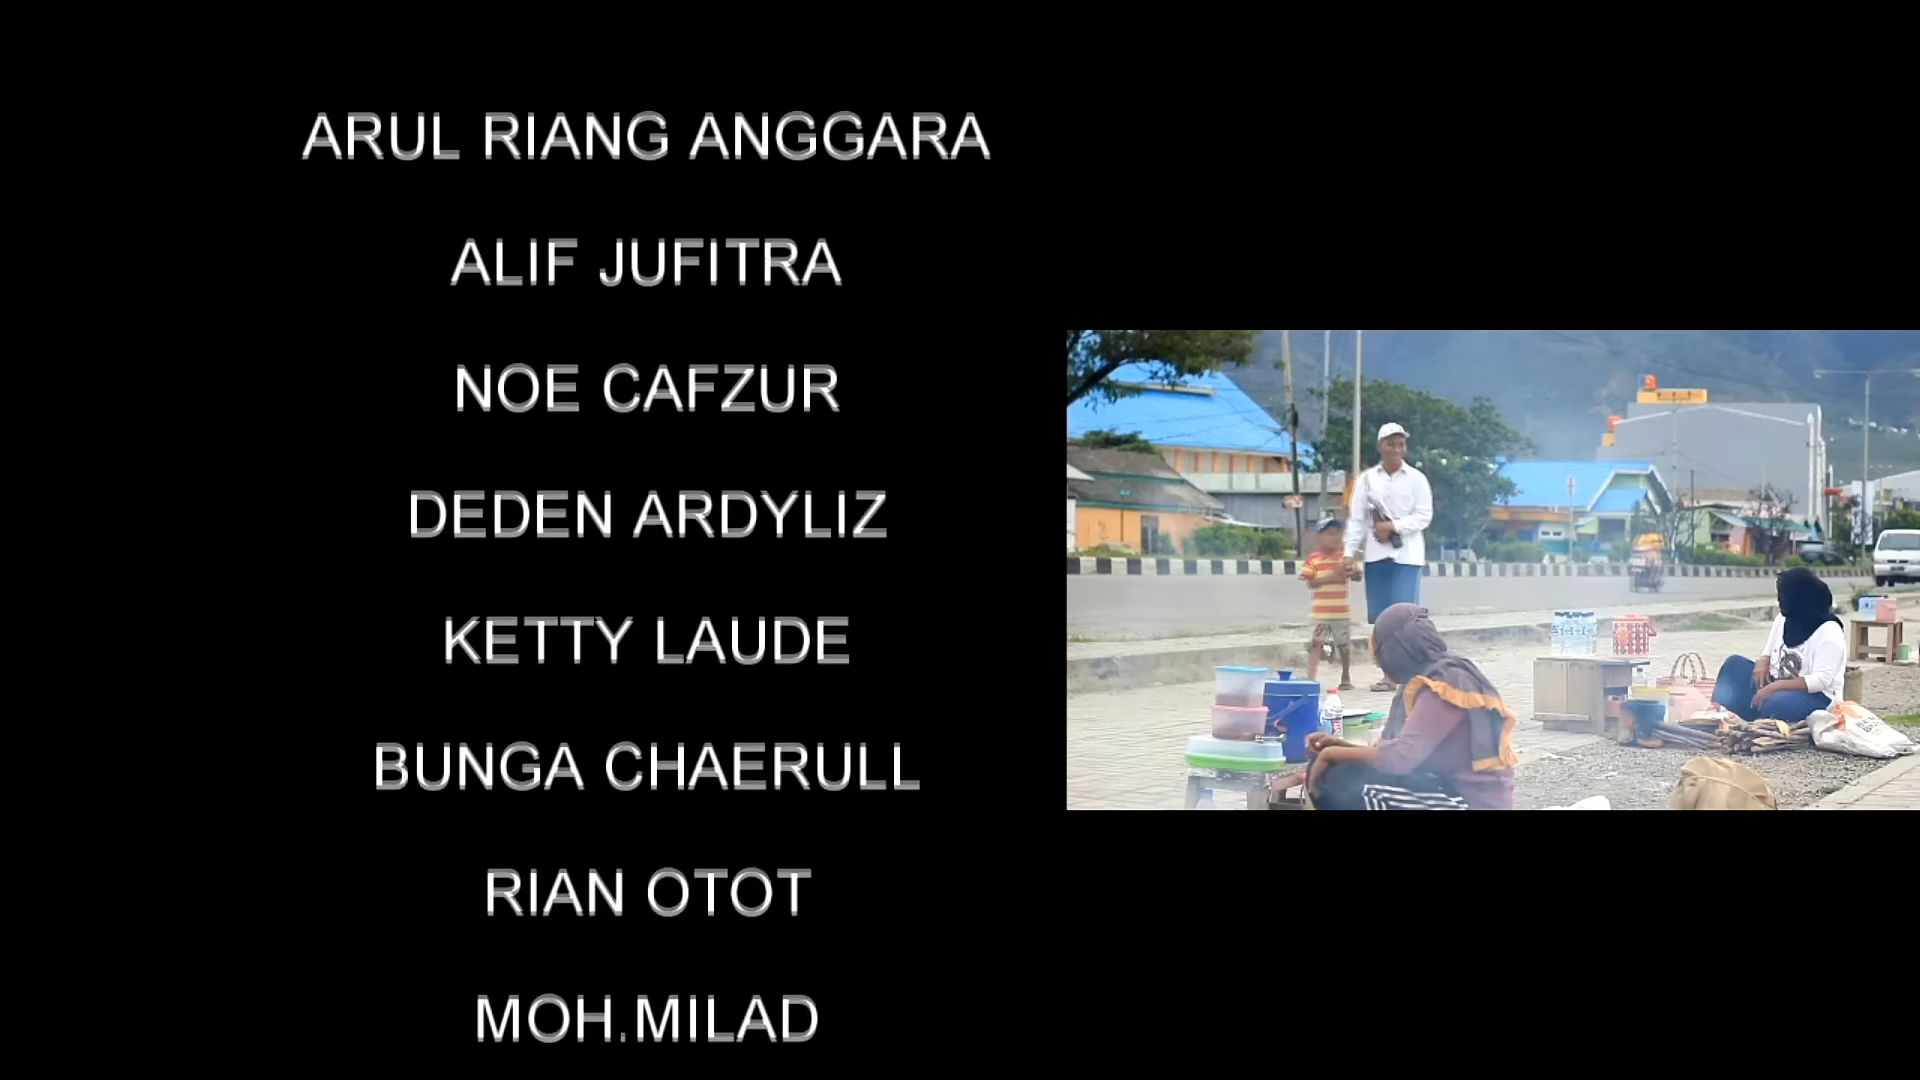 ARUL RIANG ANGGARA
ALIF JUFITRA
NOE CAFZUR
DEDEN ARDYLIZ
KETTY LAUDE
BUNGA CHAERULL
RIAN OTOT
MOH.MILAD